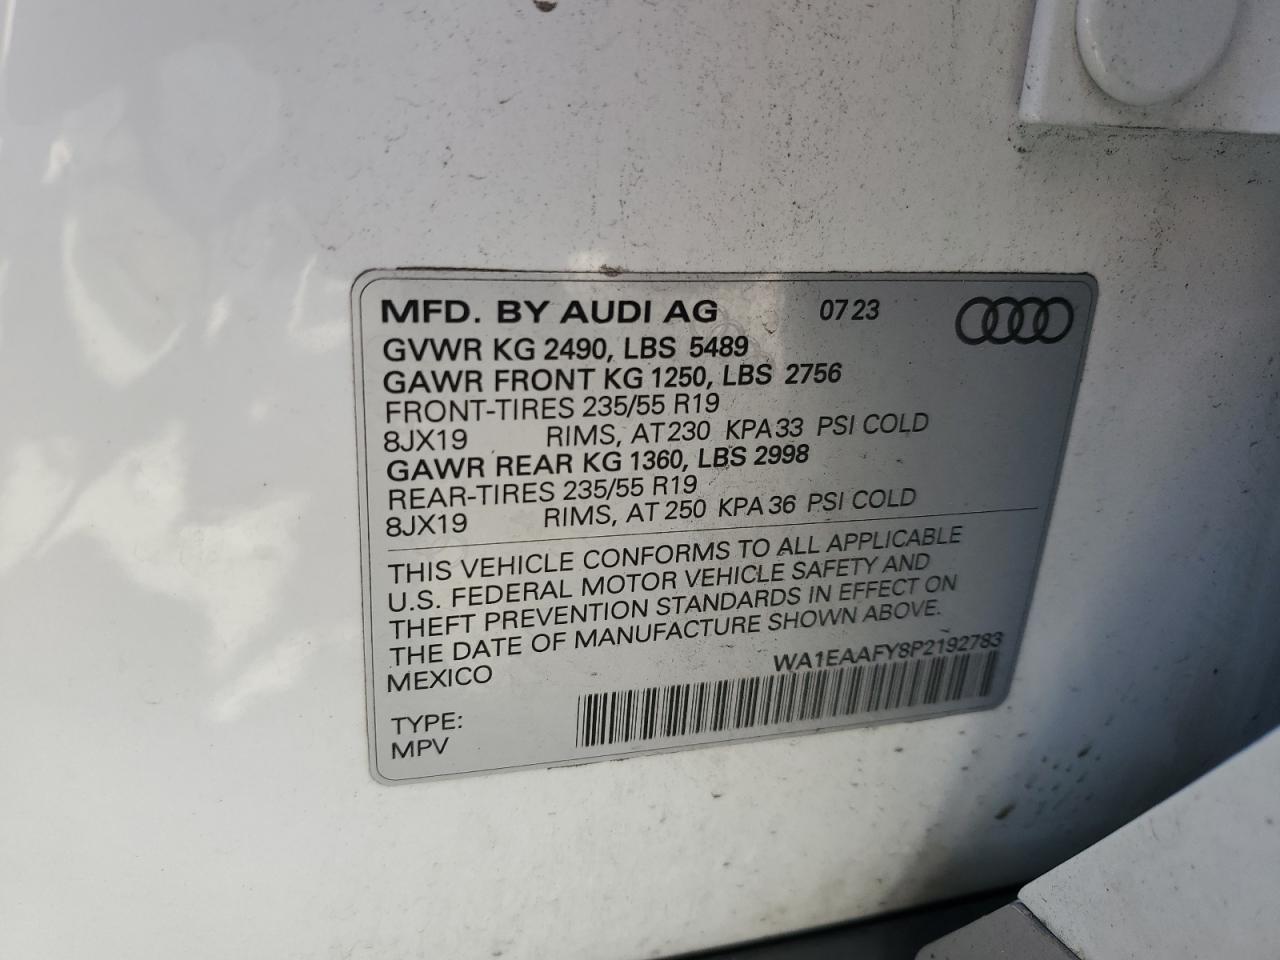 MFD. BY AUDI AG 07 23
GVWR KG 2490, LBS 5489
GAWR FRONT KG 1250, LBS 2756
FRONT-TIRES 235/55 R19
8JX19 RIMS, AT 230 KPA 33 PSI COLD
GAWR REAR KG 1360, LBS 2998
REAR-TIRES 235/55 R19
8JX19 RIMS, AT 250 KPA 36 PSI COLD
THIS VEHICLE CONFORMS TO ALL APPLICABLE
U.S. FEDERAL MOTOR VEHICLE SAFETY AND
THEFT PREVENTION STANDARDS IN EFFECT ON
THE DATE OF MANUFACTURE SHOWN ABOVE.
MEXICO WA1EAAFY8P2192783
TYPE:
MPV